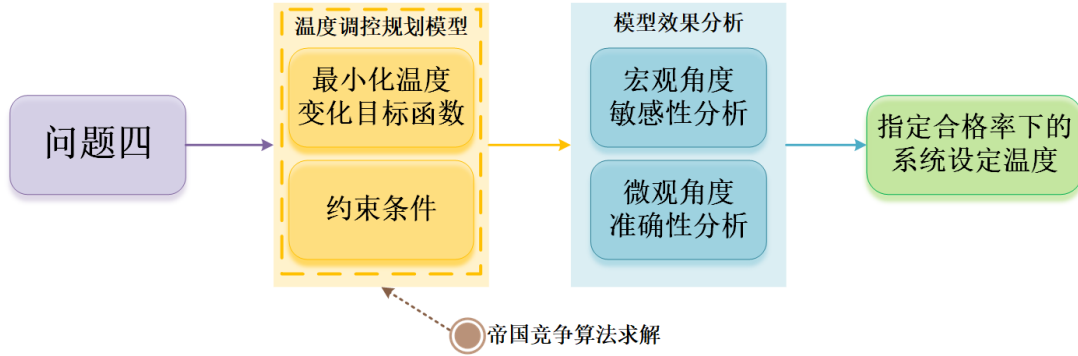 问题四
温度调控规划模型
最小化温度
变化目标函数
约束条件
模型效果分析
宏观角度
敏感性分析
微观角度
准确性分析
指定合格率下的
系统设定温度
帝国竞争算法求解